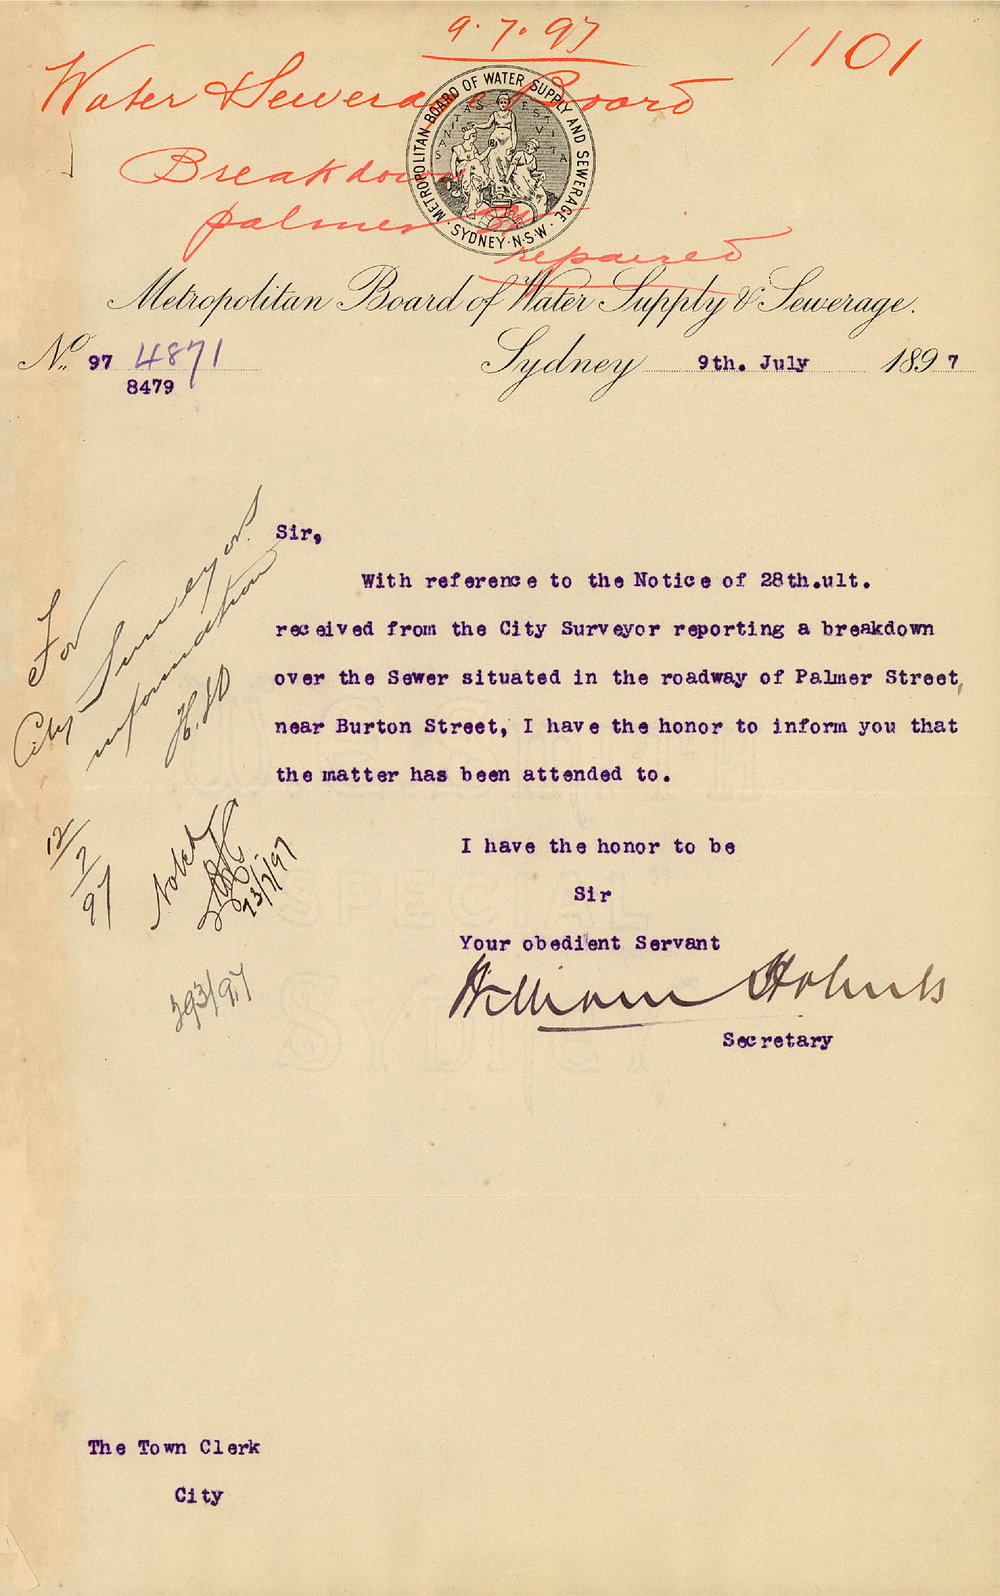 9.7.97
1101
Water & Sewerage Board
Breakdown
palmer St
repaired
METROPOLITAN BOARD OF WATER SUPPLY AND SEWERAGE
SYDNEY·N·S·W·
Metropolitan Board of Water Supply & Sewerage.
No. 97 4871
8479
Sydney 9th. July 1897
Sir,
With reference to the Notice of 28th.ult.
received from the City Surveyor reporting a breakdown
over the Sewer situated in the roadway of Palmer Street,
near Burton Street, I have the honor to inform you that
the matter has been attended to.
I have the honor to be
Sir
Your obedient Servant
William Holmes
Secretary
For
City Surveyors
information
12/7/97
Noted
13/7/97
393/97
The Town Clerk
City